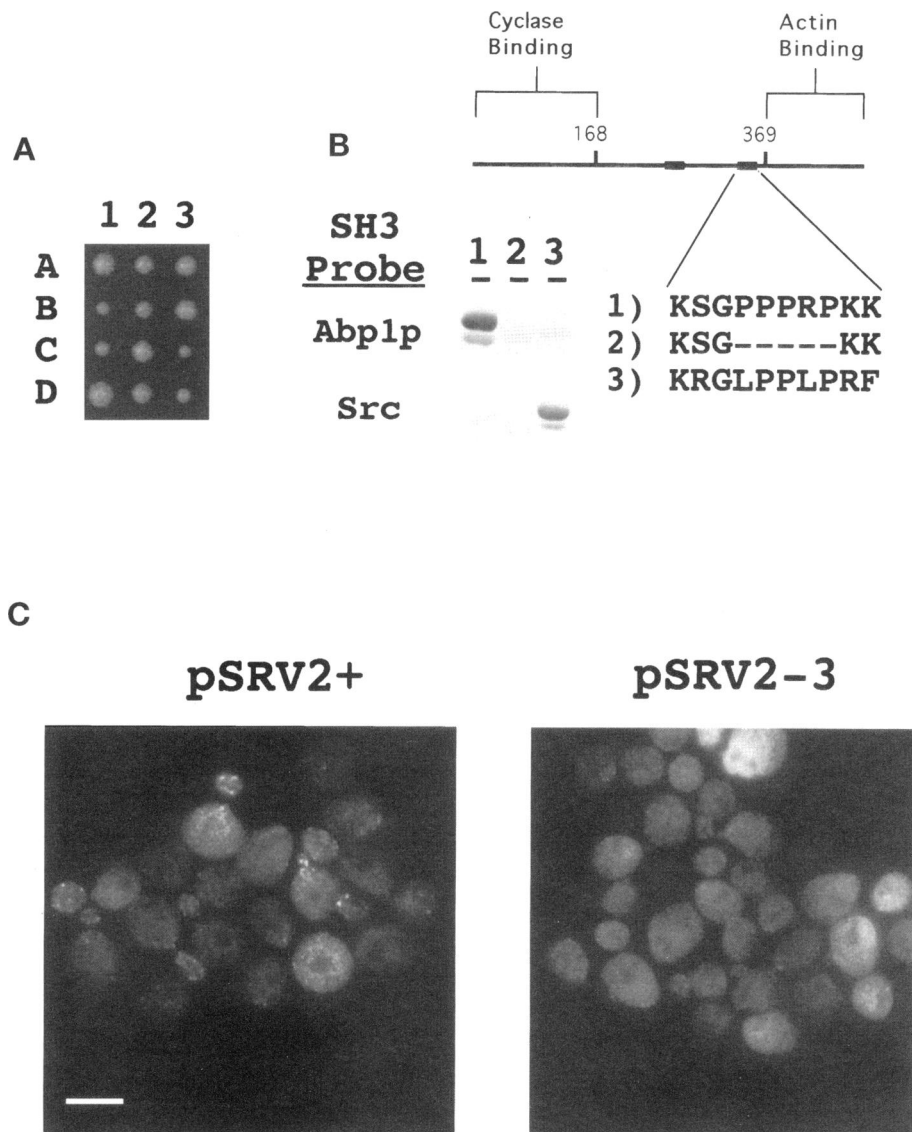 Cyclase
Binding
Actin
Binding
168
369
A
B
1 2 3
A
B
C
D
SH3
Probe
1 2 3
Abp1p
Src
1) KSGPPPRPKK
2) KSG-----KK
3) KRGLPPLPRF
C
pSRV2+
pSRV2-3